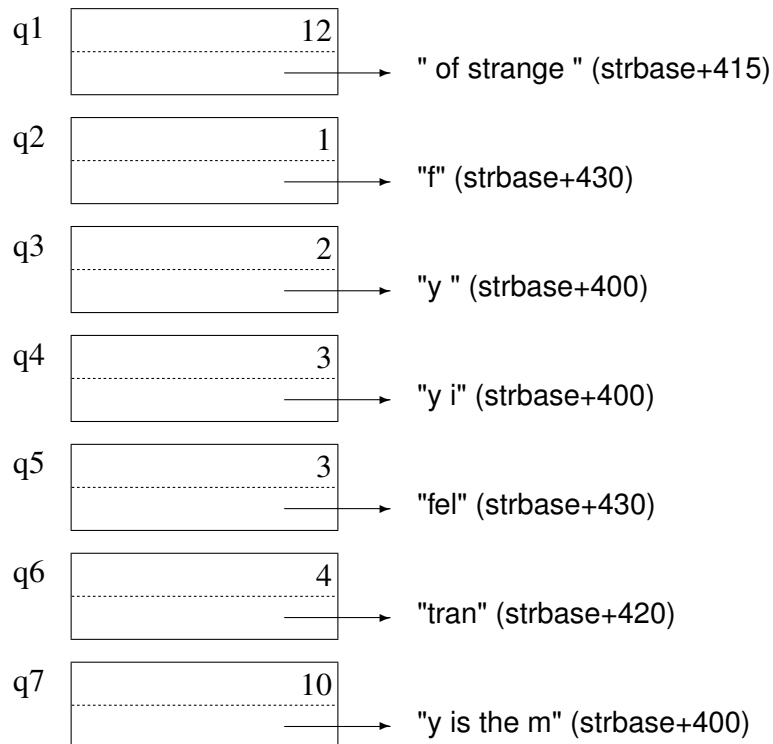 q1 12
" of strange " (strbase+415)
q2 1
"f" (strbase+430)
q3 2
"y " (strbase+400)
q4 3
"y i" (strbase+400)
q5 3
"fel" (strbase+430)
q6 4
"tran" (strbase+420)
q7 10
"y is the m" (strbase+400)